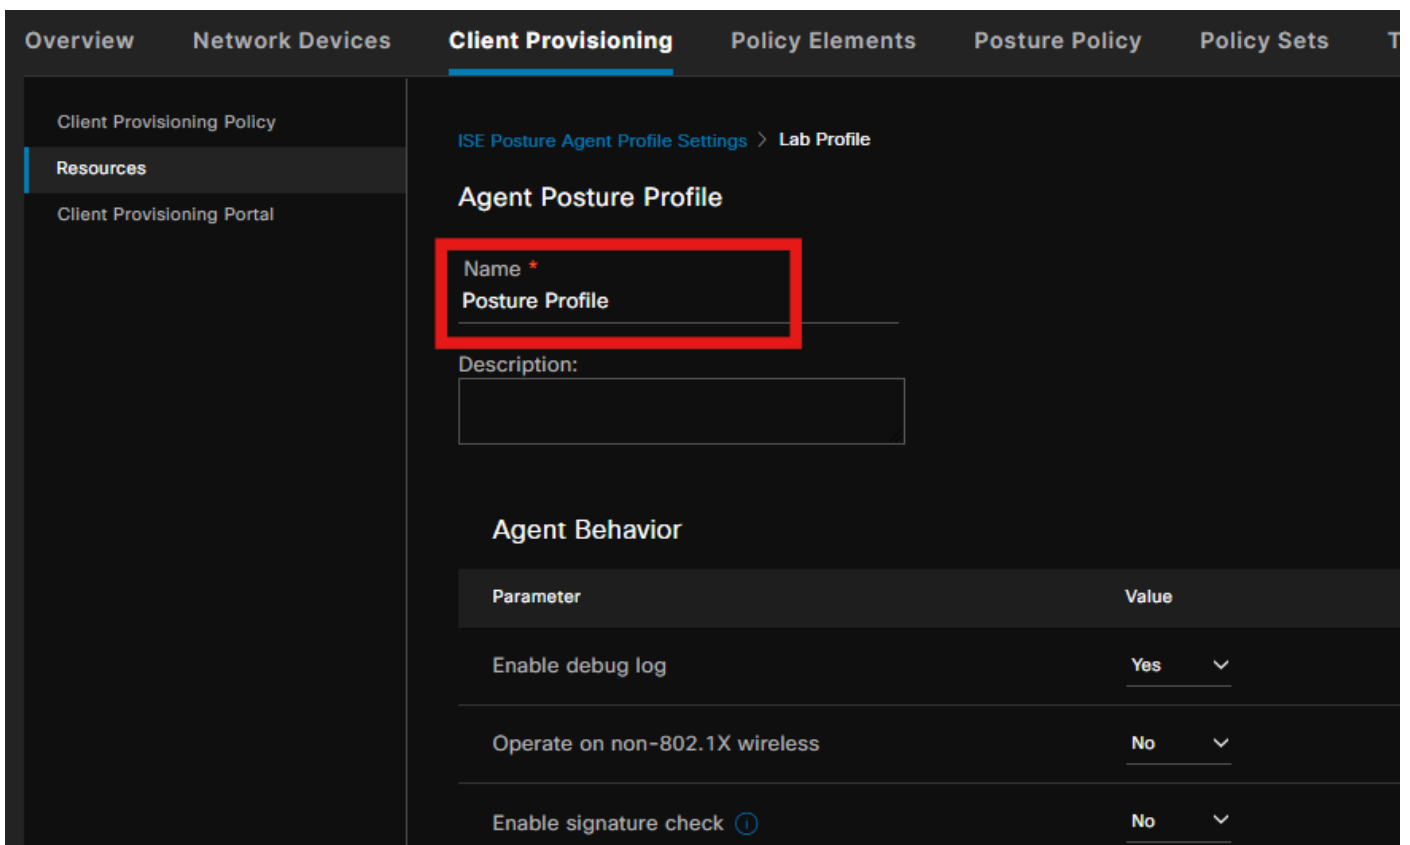 Overview Network Devices Client Provisioning Policy Elements Posture Policy Policy Sets T
Client Provisioning Policy
Resources
Client Provisioning Portal
ISE Posture Agent Profile Settings > Lab Profile
Agent Posture Profile
Name *
Posture Profile
Description:
Agent Behavior
Parameter Value
Enable debug log Yes
Operate on non-802.1X wireless No
Enable signature check No